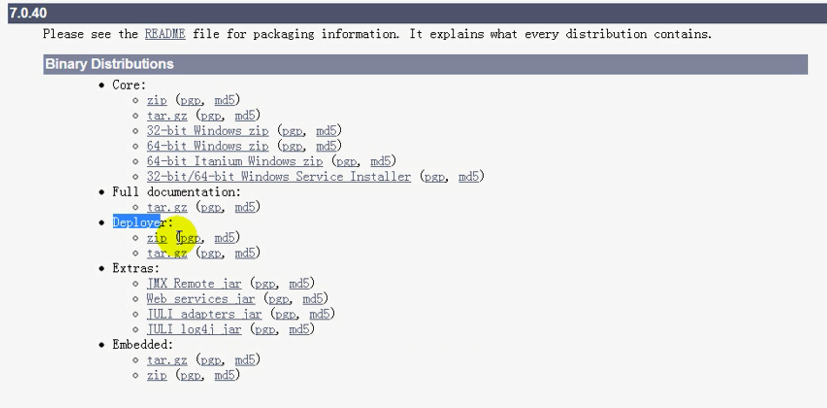 7.0.40
Please see the README file for packaging information. It explains what every distribution contains.
Binary Distributions
Core:
zip (pgp, md5)
tar.gz (pgp, md5)
32-bit Windows zip (pgp, md5)
64-bit Windows zip (pgp, md5)
64-bit Itanium Windows zip (pgp, md5)
32-bit/64-bit Windows Service Installer (pgp, md5)
Full documentation:
tar.gz (pgp, md5)
Deployer:
zip (pgp, md5)
tar.gz (pgp, md5)
Extras:
JMX Remote jar (pgp, md5)
Web services jar (pgp, md5)
JULI adapters jar (pgp, md5)
JULI log4j jar (pgp, md5)
Embedded:
tar.gz (pgp, md5)
zip (pgp, md5)